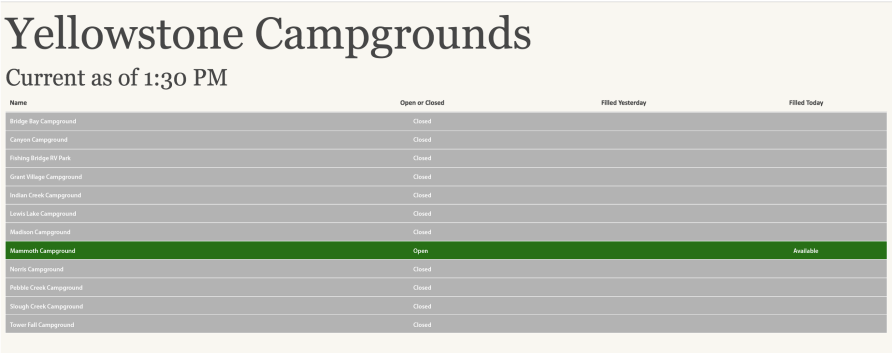 Yellowstone Campgrounds
Current as of 1:30 PM
Name Open or Closed Filled Yesterday Filled Today
Bridge Bay Campground Closed
Canyon Campground Closed
Fishing Bridge RV Park Closed
Grant Village Campground Closed
Indian Creek Campground Closed
Lewis Lake Campground Closed
Madison Campground Closed
Mammoth Campground Open Available
Norris Campground Closed
Pebble Creek Campground Closed
Slough Creek Campground Closed
Tower Fall Campground Closed